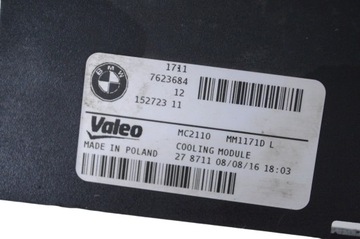 BMW
1711
7623684
12
152723 11
Valeo
MC2110 MM1171D L
MADE IN POLAND COOLING MODULE
27 8711 08/08/16 18:03